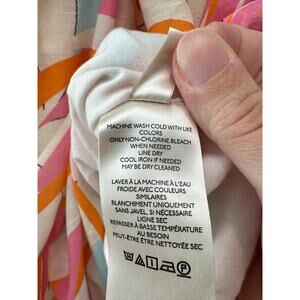 MACHINE WASH COLD WITH LIKE
COLORS
ONLY NON-CHLORINE BLEACH
WHEN NEEDED
LINE DRY
COOL IRON IF NEEDED
MAY BE DRY CLEANED
LAVER À LA MACHINE À L'EAU
FROIDE AVEC COULEURS
SIMILAIRES
BLANCHIMENT UNIQUEMENT
SANS JAVEL, SI NÉCESSAIRE
LIGNE SEC
REPASSER À BASSE TEMPÉRATURE
AU BESOIN
PEUT-ÊTRE ÊTRE NETTOYÉE SEC